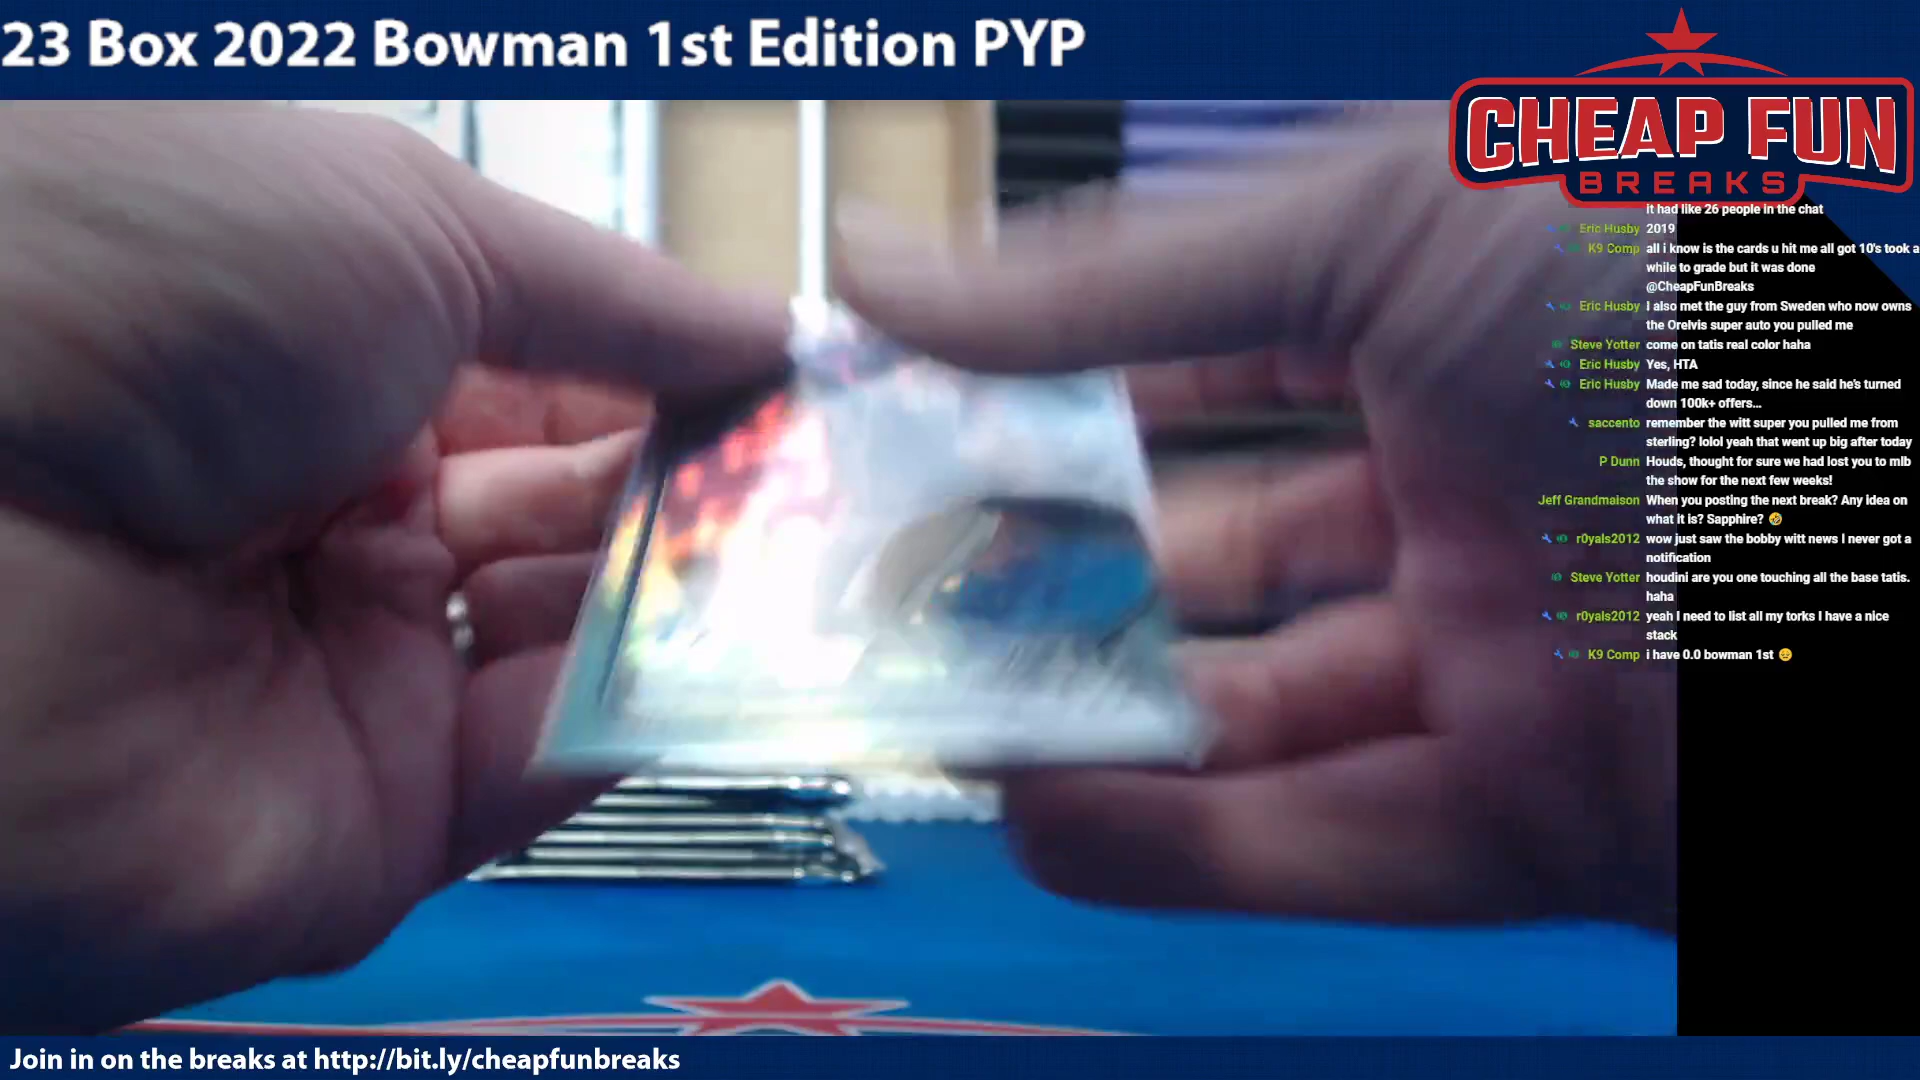 23 Box 2022 Bowman 1st Edition PYP
CHEAP FUN
BREAKS
it had like 26 people in the chat
Eric Husby 2019
K9 Comp all i know is the cards u hit me all got 10's took a
while to grade but it was done
@CheapFunBreaks
Eric Husby I also met the guy from Sweden who now owns
the Orelvis super auto you pulled me
Steve Yotter come on tatis real color haha
Eric Husby Yes, HTA
Eric Husby Made me sad today, since he said he's turned
down 100k+ offers...
saccento remember the witt super you pulled me from
sterling? lolol yeah that went up big after today
P Dunn Houds, thought for sure we had lost you to mlb
the show for the next few weeks!
Jeff Grandmaison When you posting the next break? Any idea on
what it is? Sapphire? 🤣
r0yals2012 wow just saw the bobby witt news I never got a
notification
Steve Yotter houdini are you one touching all the base tatis.
haha
r0yals2012 yeah I need to list all my torks I have a nice
stack
K9 Comp i have 0.0 bowman 1st 😔
Join in on the breaks at http://bit.ly/cheapfunbreaks